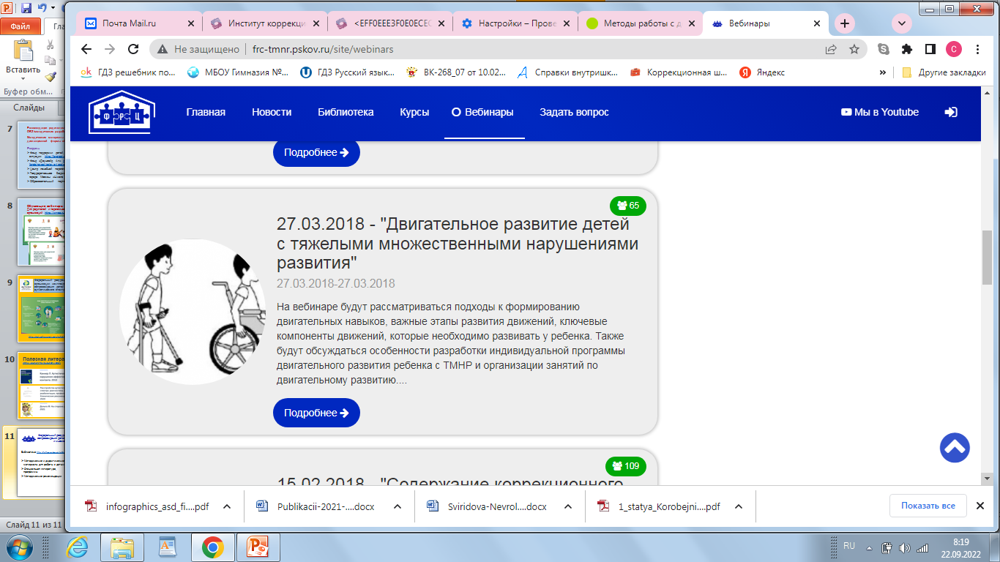 Файл
Вставить
Буфер обм...
Слайды
7
8
9
10
Полезная литера
11
Слайд 11 из 11
Почта Mail.ru
Институт коррекци
<EFF0EEE3F0E0ECEC
Настройки – Прове
Методы работы с д
Вебинары
Не защищено
frc-tmnr.pskov.ru/site/webinars
С
ГДЗ решебник по...
МБОУ Гимназия №...
ГДЗ Русский язык...
ВК-268_07 от 10.02...
Справки внутришк...
Коррекционная ш...
Яндекс
»
Другие закладки
Ф РС Ц
Главная
Новости
Библиотека
Курсы
Вебинары
Задать вопрос
Мы в Youtube
Подробнее
65
27.03.2018 - "Двигательное развитие детей
с тяжелыми множественными нарушениями
развития"
27.03.2018-27.03.2018
На вебинаре будут рассматриваться подходы к формированию
двигательных навыков, важные этапы развития движений, ключевые
компоненты движений, которые необходимо развивать у ребенка. Также
будут обсуждаться особенности разработки индивидуальной программы
двигательного развития ребенка с ТМНР и организации занятий по
двигательному развитию....
Подробнее
109
15.02.2018 - "Содержание коррекционного
infographics_asd_fi....pdf
Publikacii-2021-....docx
Sviridova-Nevrol....docx
1_statya_Korobejni....pdf
Показать все
RU
8:19
22.09.2022